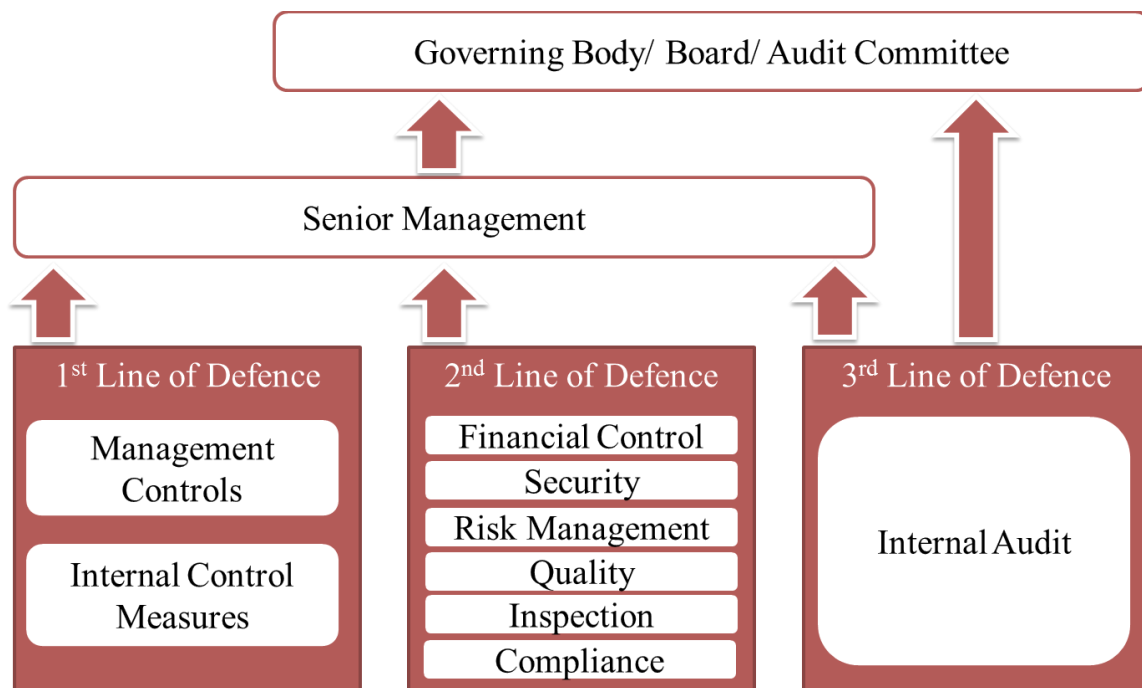 Governing Body/ Board/ Audit Committee
Senior Management
1st Line of Defence
Management
Controls
Internal Control
Measures
2nd Line of Defence
Financial Control
Security
Risk Management
Quality
Inspection
Compliance
3rd Line of Defence
Internal Audit